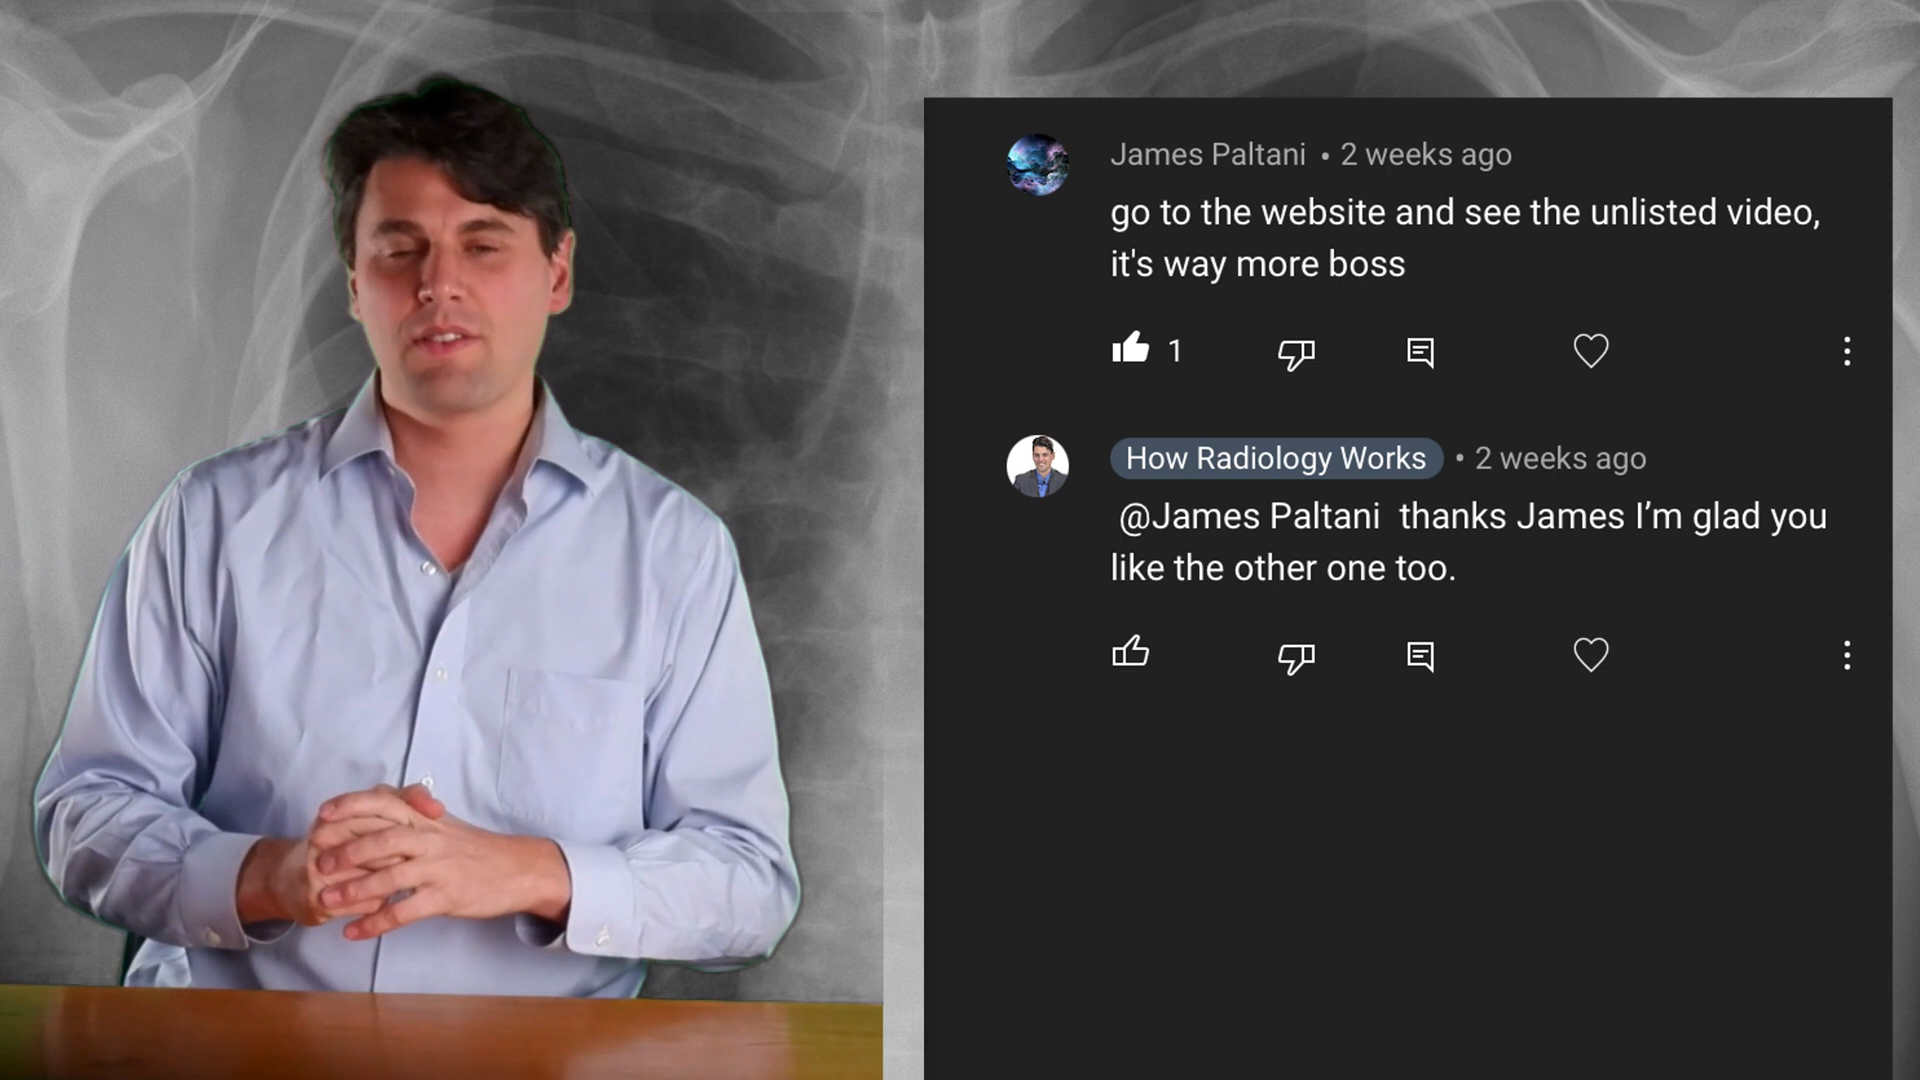 James Paltani • 2 weeks ago
go to the website and see the unlisted video,
it's way more boss
1
How Radiology Works • 2 weeks ago
@James Paltani thanks James I’m glad you
like the other one too.